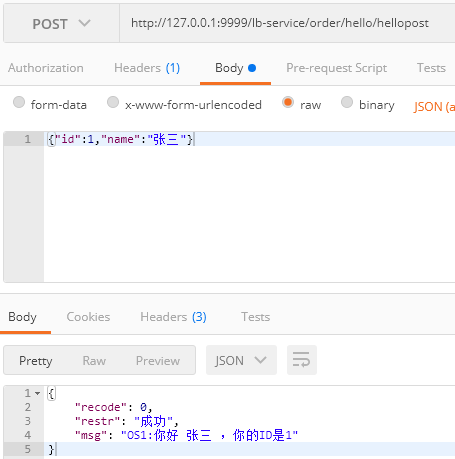 POST http://127.0.0.1:9999/lb-service/order/hello/hellopost
Authorization Headers (1) Body Pre-request Script Tests
form-data x-www-form-urlencoded raw binary JSON (a
1 {"id":1,"name":"张三"}
Body Cookies Headers (3) Tests
Pretty Raw Preview JSON
1 {
2 "recode": 0,
3 "restr": "成功",
4 "msg": "OS1:你好 张三 ，你的ID是1"
5 }